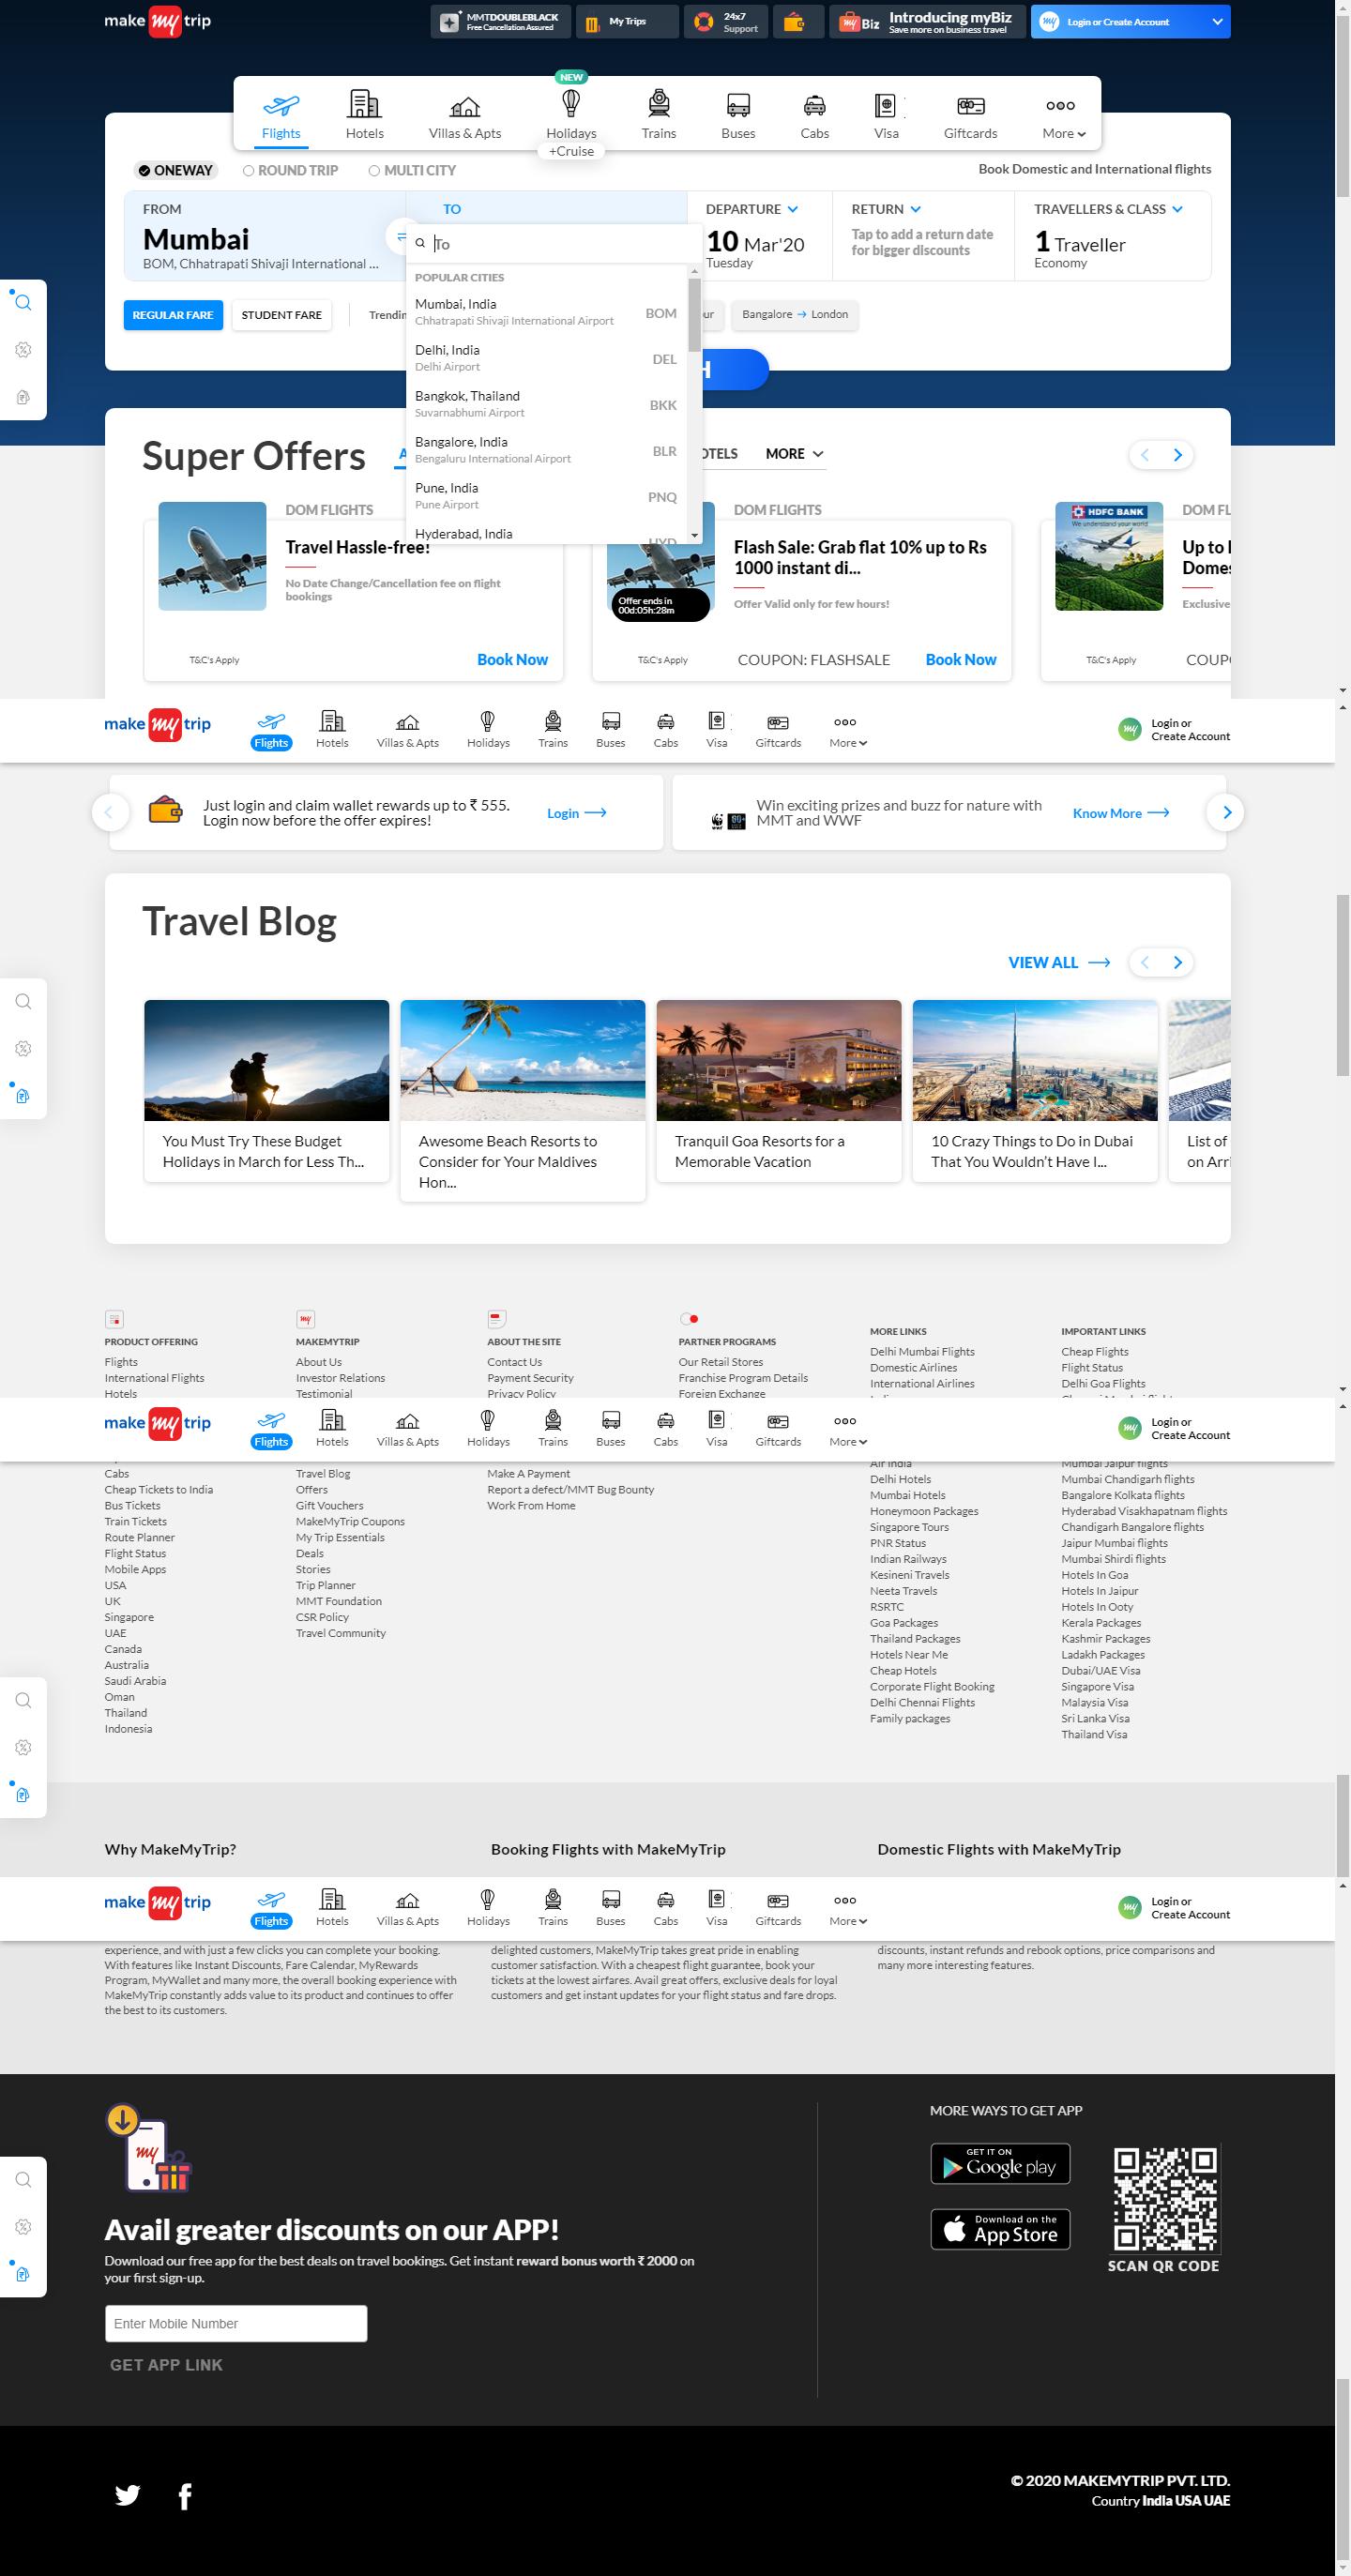 make my trip
MMTDOUBLEBLACK
Free Cancellation Assured
My Trips
24x7
Support
my Biz
Introducing myBiz
Save more on business travel
my
Login or Create Account
NEW
Flights
Hotels
Villas & Apts
Holidays
Trains
Buses
Cabs
Visa
Giftcards
More
+Cruise
ONEWAY
ROUND TRIP
MULTI CITY
Book Domestic and International flights
FROM
TO
DEPARTURE
RETURN
TRAVELLERS & CLASS
Mumbai
BOM, Chhatrapati Shivaji International ...
To
10 Mar'20
Tuesday
Tap to add a return date
for bigger discounts
1 Traveller
Economy
REGULAR FARE
STUDENT FARE
Bangalore → London
POPULAR CITIES
Mumbai, India
Chhatrapati Shivaji International Airport
BOM
Delhi, India
Delhi Airport
DEL
Bangkok, Thailand
Suvarnabhumi Airport
BKK
Bangalore, India
Bengaluru International Airport
BLR
Pune, India
Pune Airport
PNQ
Hyderabad, India
HYD
Super Offers
MORE
DOM FLIGHTS
Travel Hassle-free!
No Date Change/Cancellation fee on flight
bookings
T&C's Apply
Book Now
DOM FLIGHTS
Flash Sale: Grab flat 10% up to Rs
1000 instant di...
Offer ends in
00d:05h:28m
Offer Valid only for few hours!
T&C's Apply
COUPON: FLASHSALE
Book Now
HDFC BANK
We understand your world
DOM FL
Up to
Domes
Exclusive
T&C's Apply
COUP
make my trip
Flights
Hotels
Villas & Apts
Holidays
Trains
Buses
Cabs
Visa
Giftcards
More
my
Login or
Create Account
Just login and claim wallet rewards up to ₹ 555.
Login now before the offer expires!
Login
Win exciting prizes and buzz for nature with
MMT and WWF
Know More
Travel Blog
VIEW ALL
You Must Try These Budget
Holidays in March for Less Th...
Awesome Beach Resorts to
Consider for Your Maldives
Hon...
Tranquil Goa Resorts for a
Memorable Vacation
10 Crazy Things to Do in Dubai
That You Wouldn't Have I...
List of
on Arri
PRODUCT OFFERING
Flights
International Flights
Hotels
MAKEMYTRIP
About Us
Investor Relations
Testimonial
ABOUT THE SITE
Contact Us
Payment Security
Privacy Policy
PARTNER PROGRAMS
Our Retail Stores
Franchise Program Details
Foreign Exchange
MORE LINKS
Delhi Mumbai Flights
Domestic Airlines
International Airlines
IMPORTANT LINKS
Cheap Flights
Flight Status
Delhi Goa Flights
make my trip
Flights
Hotels
Villas & Apts
Holidays
Trains
Buses
Cabs
Visa
Giftcards
More
my
Login or
Create Account
Cabs
Cheap Tickets to India
Bus Tickets
Train Tickets
Route Planner
Flight Status
Mobile Apps
USA
UK
Singapore
UAE
Canada
Australia
Saudi Arabia
Oman
Thailand
Indonesia
Travel Blog
Offers
Gift Vouchers
MakeMyTrip Coupons
My Trip Essentials
Deals
Stories
Trip Planner
MMT Foundation
CSR Policy
Travel Community
Make A Payment
Report a defect/MMT Bug Bounty
Work From Home
Air India
Delhi Hotels
Mumbai Hotels
Honeymoon Packages
Singapore Tours
PNR Status
Indian Railways
Kesineni Travels
Neeta Travels
RSRTC
Goa Packages
Thailand Packages
Hotels Near Me
Cheap Hotels
Corporate Flight Booking
Delhi Chennai Flights
Family packages
Mumbai Jaipur flights
Mumbai Chandigarh flights
Bangalore Kolkata flights
Hyderabad Visakhapatnam flights
Chandigarh Bangalore flights
Jaipur Mumbai flights
Mumbai Shirdi flights
Hotels In Goa
Hotels In Jaipur
Hotels In Ooty
Kerala Packages
Kashmir Packages
Ladakh Packages
Dubai/UAE Visa
Singapore Visa
Malaysia Visa
Sri Lanka Visa
Thailand Visa
Why MakeMyTrip?
Booking Flights with MakeMyTrip
Domestic Flights with MakeMyTrip
make my trip
Flights
Hotels
Villas & Apts
Holidays
Trains
Buses
Cabs
Visa
Giftcards
More
my
Login or
Create Account
experience, and with just a few clicks you can complete your booking.
With features like Instant Discounts, Fare Calendar, MyRewards
Program, MyWallet and many more, the overall booking experience with
MakeMyTrip constantly adds value to its product and continues to offer
the best to its customers.
delighted customers, MakeMyTrip takes great pride in enabling
customer satisfaction. With a cheapest flight guarantee, book your
tickets at the lowest airfares. Avail great offers, exclusive deals for loyal
customers and get instant updates for your flight status and fare drops.
discounts, instant refunds and rebook options, price comparisons and
many more interesting features.
my
Avail greater discounts on our APP!
Download our free app for the best deals on travel bookings. Get instant reward bonus worth ₹ 2000 on
your first sign-up.
Enter Mobile Number
GET APP LINK
MORE WAYS TO GET APP
GET IT ON
Google play
Download on the
App Store
SCAN QR CODE
© 2020 MAKEMYTRIP PVT. LTD.
Country India USA UAE